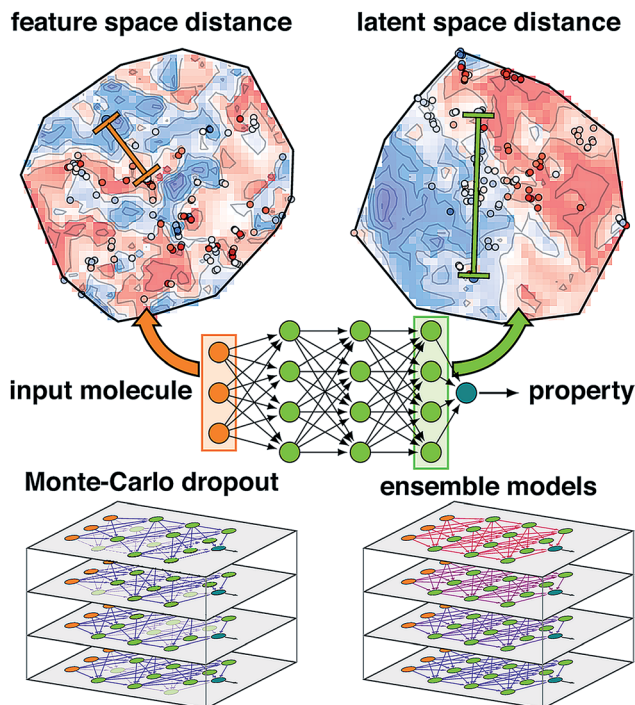 feature space distance
latent space distance
input molecule
property
Monte-Carlo dropout
ensemble models